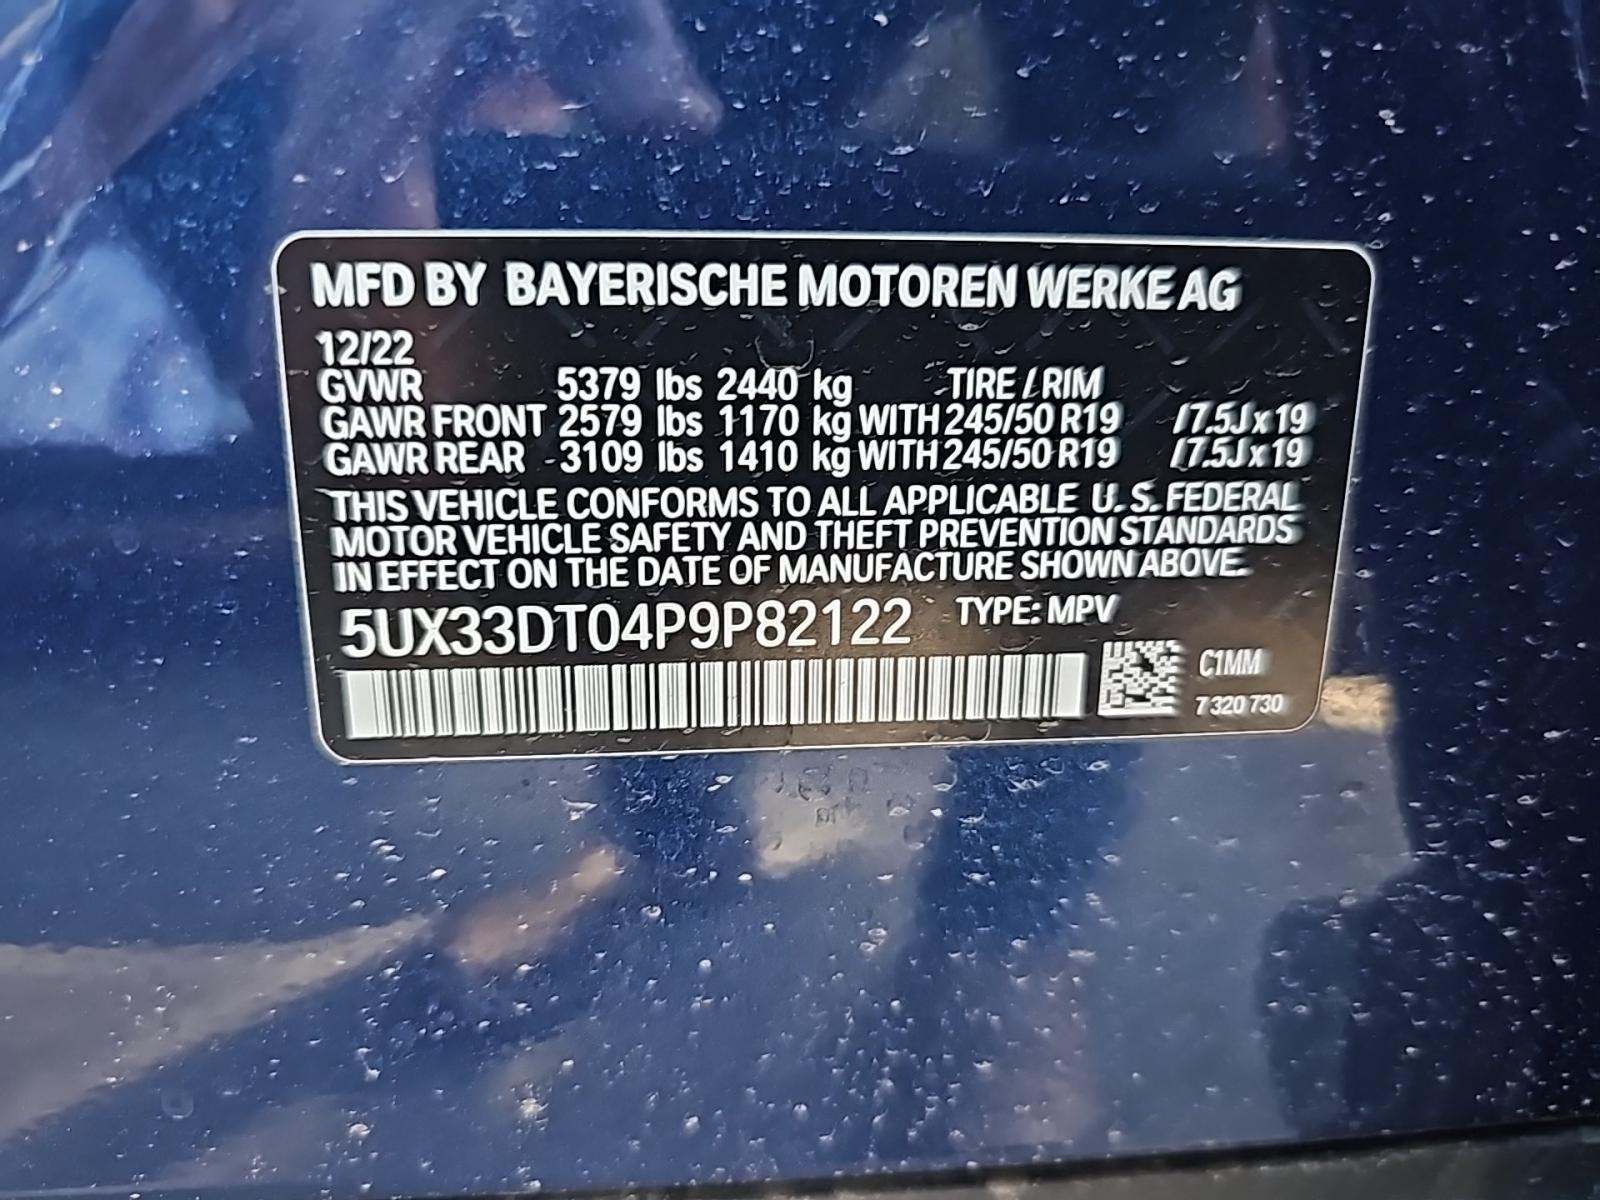 MFD BY BAYERISCHE MOTOREN WERKE AG
12/22
GVWR 5379 lbs 2440 kg TIRE / RIM
GAWR FRONT 2579 lbs 1170 kg WITH 245/50 R19 /7.5J x 19
GAWR REAR 3109 lbs 1410 kg WITH 245/50 R19 /7.5J x 19
THIS VEHICLE CONFORMS TO ALL APPLICABLE U. S. FEDERAL
MOTOR VEHICLE SAFETY AND THEFT PREVENTION STANDARDS
IN EFFECT ON THE DATE OF MANUFACTURE SHOWN ABOVE.
5UX33DT04P9P82122 TYPE: MPV
C1MM
7 320 730